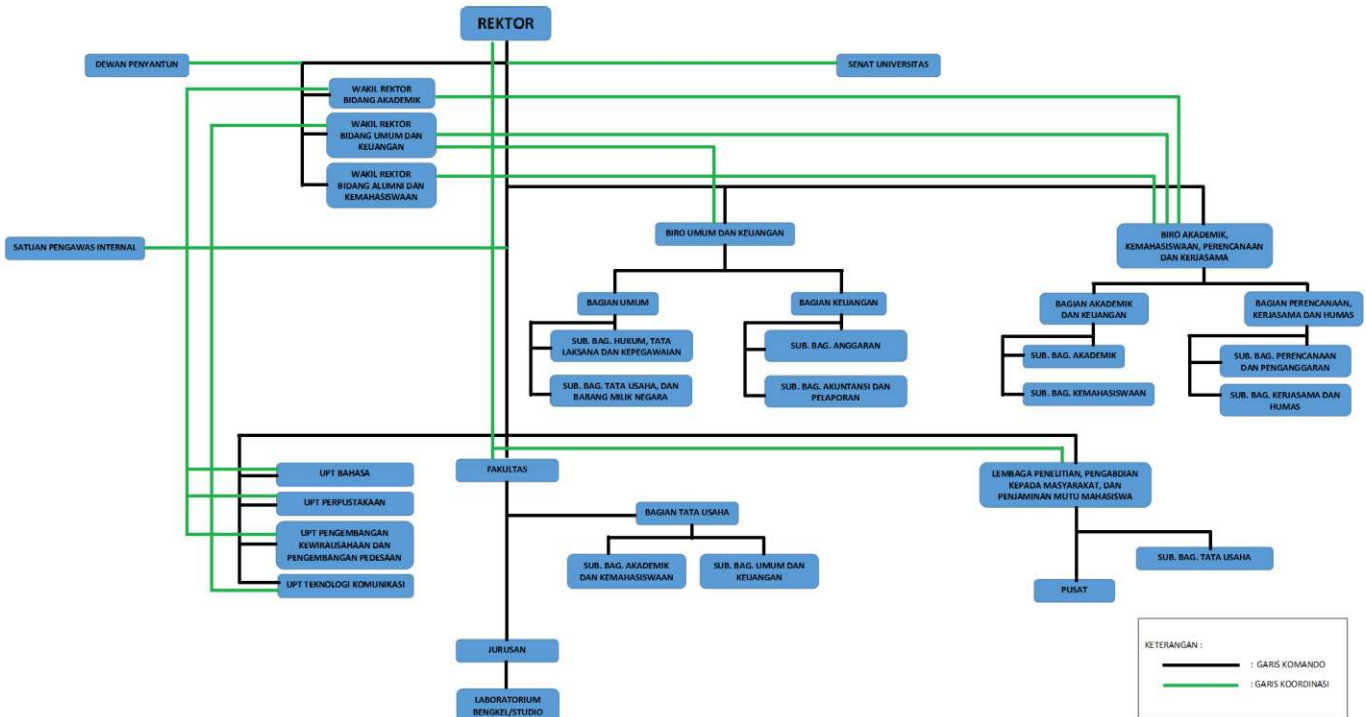 REKTOR
DEWAN PENYANTUN
SENAT UNIVERSITAS
WAKIL REKTOR
BIDANG AKADEMIK
WAKIL REKTOR
BIDANG UMUM DAN
KEUANGAN
WAKIL REKTOR
BIDANG ALUMNI DAN
KEMAHASISWAAN
SATUAN PENGAWAS INTERNAL
BIRO UMUM DAN KEUANGAN
BIRO AKADEMIK,
KEMAHASISWAAN, PERENCANAAN
DAN KERJASAMA
BAGIAN UMUM
BAGIAN KEUANGAN
BAGIAN AKADEMIK
DAN KEUANGAN
BAGIAN PERENCANAAN,
KERJASAMA DAN HUMAS
SUB. BAG. HUKUM, TATA
LAKSANA DAN KEPEGAWAIAN
SUB. BAG. ANGGARAN
SUB. BAG. AKADEMIK
SUB. BAG. PERENCANAAN
DAN PENGANGGARAN
SUB. BAG. TATA USAHA, DAN
BARANG MILIK NEGARA
SUB. BAG. AKUNTANSI DAN
PELAPORAN
SUB. BAG. KEMAHASISWAAN
SUB. BAG. KERJASAMA DAN
HUMAS
UPT BAHASA
FAKULTAS
LEMBAGA PENELITIAN, PENGABDIAN
KEPADA MASYARAKAT, DAN
PENJAMINAN MUTU MAHASISWA
UPT PERPUSTAKAAN
BAGIAN TATA USAHA
UPT PENGEMBANGAN
KEWIRAUSAHAAN DAN
PENGEMBANGAN PEDESAAN
SUB. BAG. AKADEMIK
DAN KEMAHASISWAAN
SUB. BAG. UMUM DAN
KEUANGAN
SUB. BAG. TATA USAHA
UPT TEKNOLOGI KOMUNIKASI
PUSAT
JURUSAN
LABORATORIUM
BENGKEL/STUDIO
KETERANGAN :
: GARIS KOMANDO
: GARIS KOORDINASI